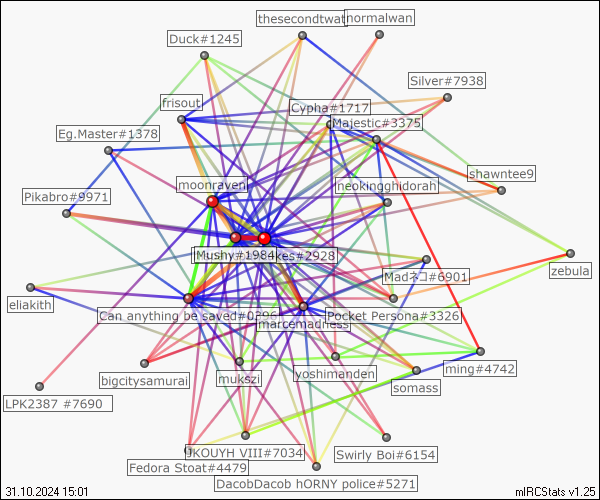 thesecondtwat
normalwan
Duck#1245
Silver#7938
frisout
Cypha#1717
Majestic#3375
Eg.Master#1378
shawntee9
moonraven
neokingghidorah
Pikabro#9971
Mushy#1984
kes#2928
zebula
Madネコ#6901
eliakith
Can anything be saved#0396
Pocket Persona#3326
marcemadness
mukszi
yoshimanden
ming#4742
bigcitysamurai
somass
LPK2387 #7690
JKOUYH VIII#7034
Swirly Boi#6154
Fedora Stoat#4479
DacobDacob hORNY police#5271
31.10.2024 15:01
mIRCStats v1.25